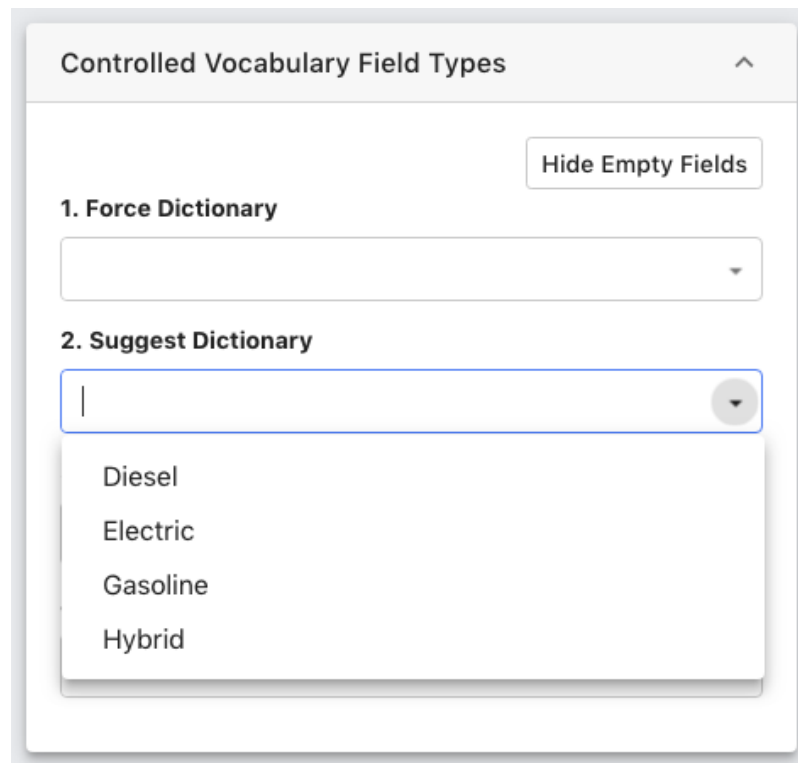 Controlled Vocabulary Field Types
Hide Empty Fields
1. Force Dictionary
2. Suggest Dictionary
Diesel
Electric
Gasoline
Hybrid